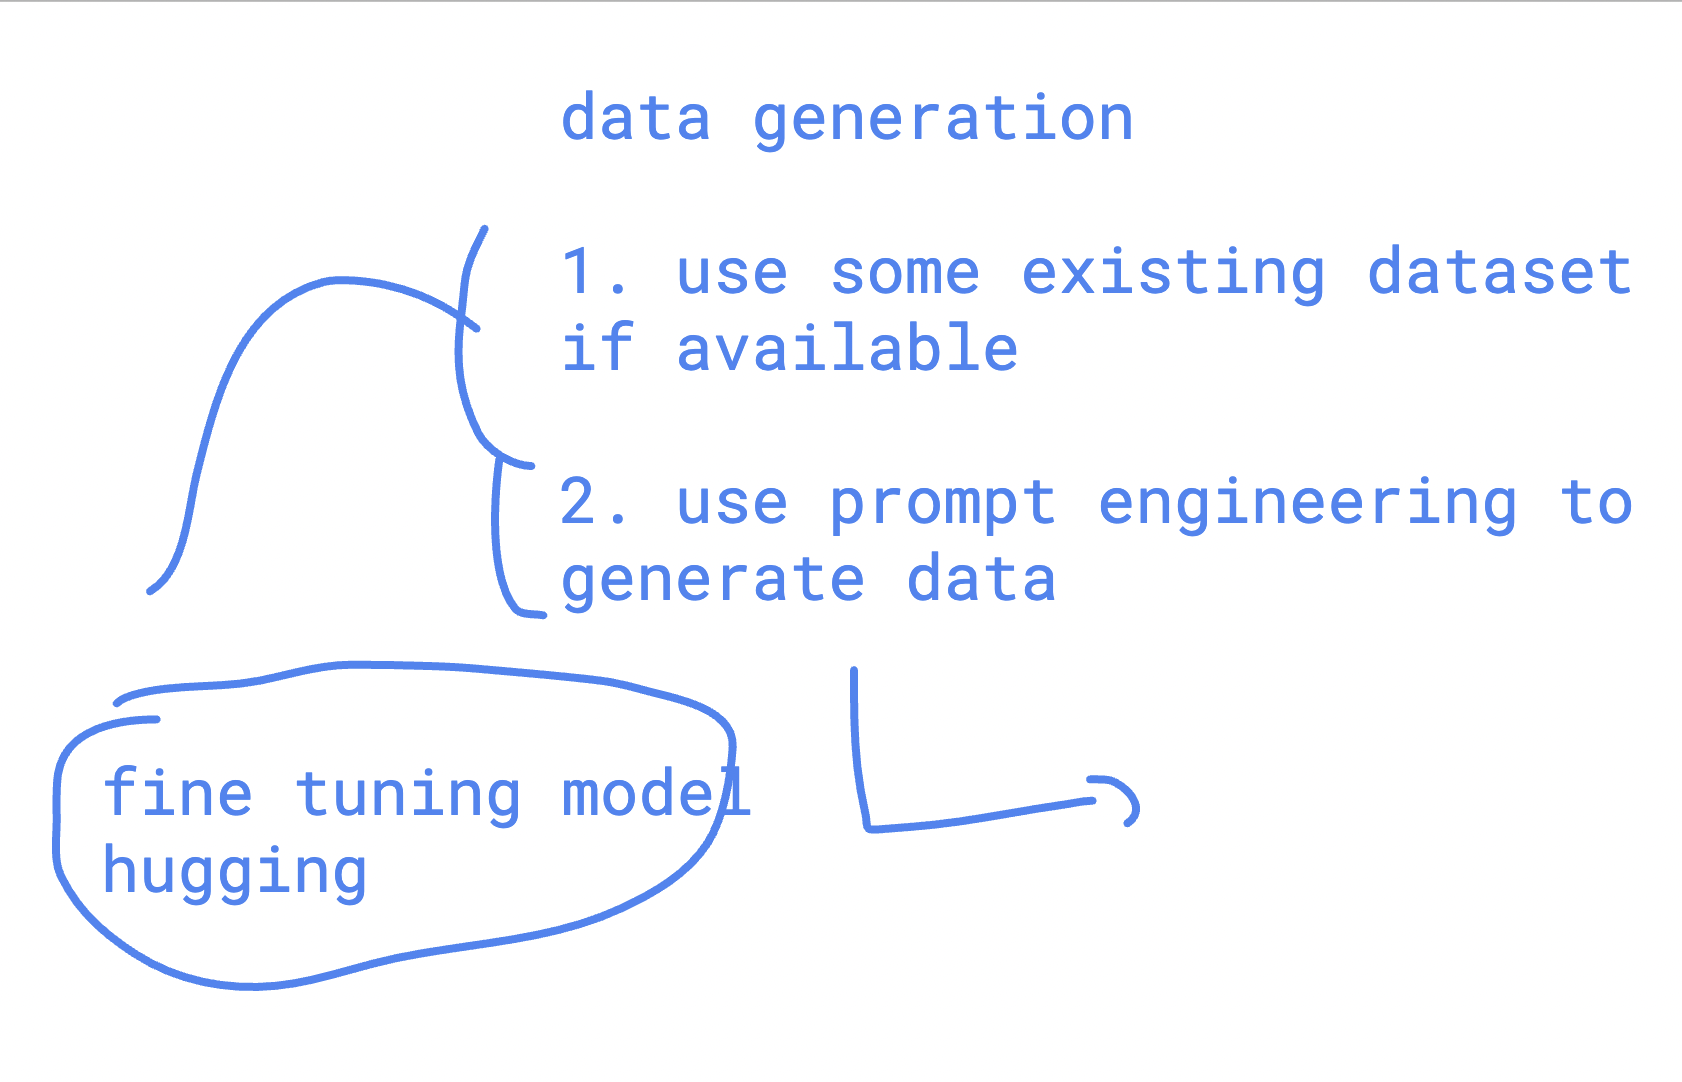 data generation
1. use some existing dataset
if available
2. use prompt engineering to
generate data
fine tuning model
hugging